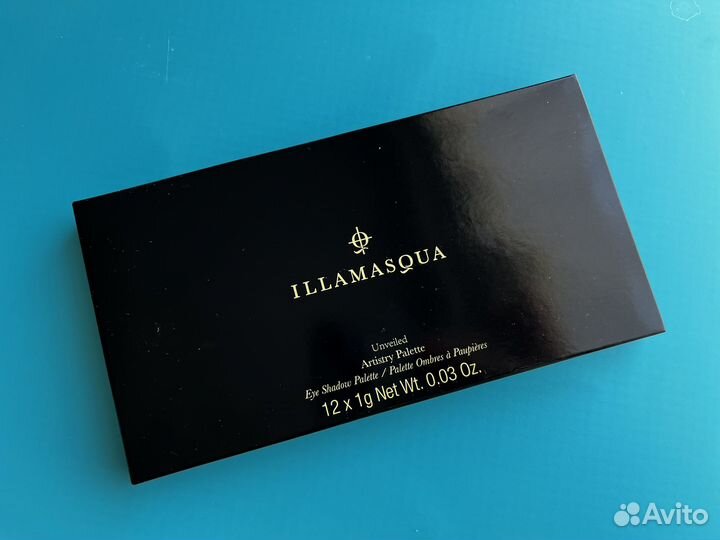 ILLAMASQUA
Unveiled
Artistry Palette
Eye Shadow Palette / Palette Ombres à Paupières
12 x 1g Net Wt. 0.03 Oz.
Avito